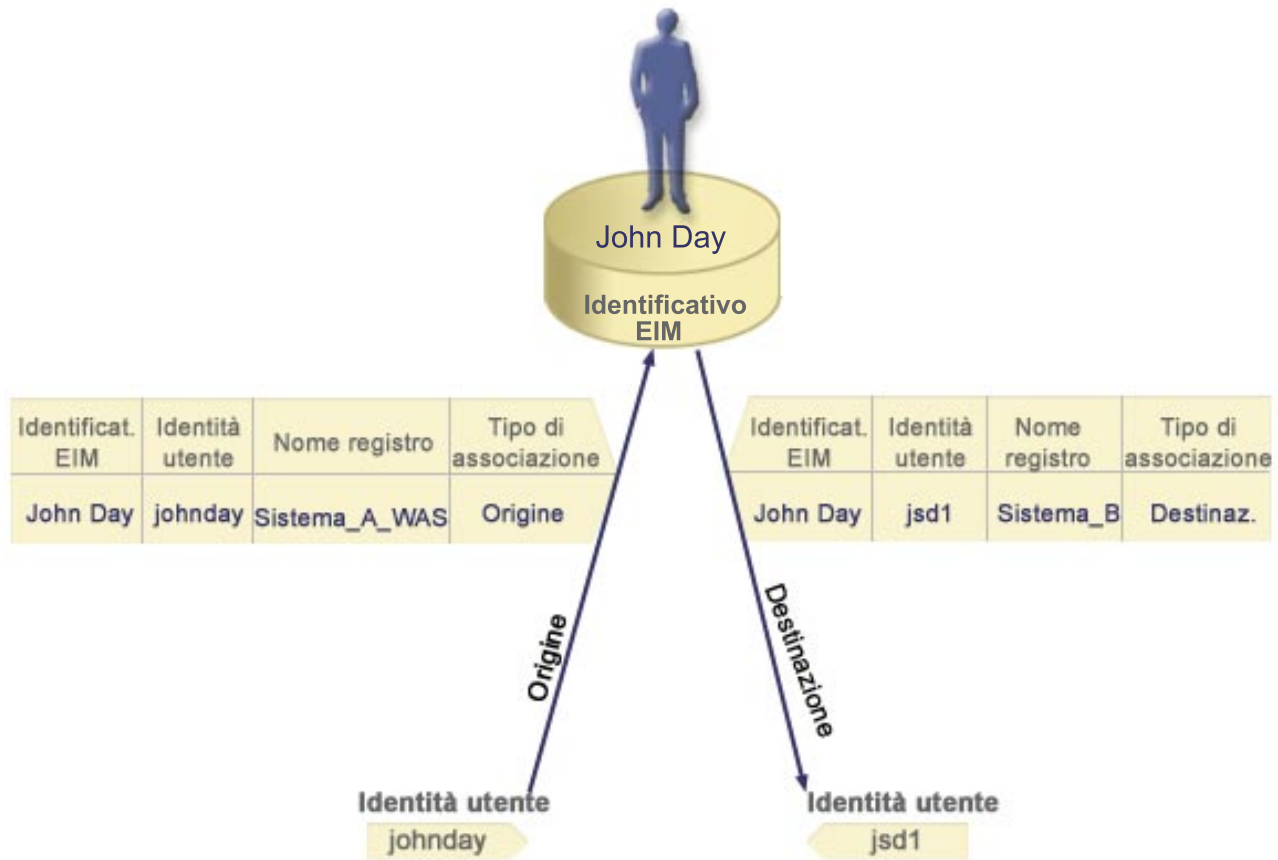 John Day
Identificativo
EIM
Identificat. EIM Identità utente Nome registro Tipo di associazione
John Day johnday Sistema_A_WAS Origine
Identificat. EIM Identità utente Nome registro Tipo di associazione
John Day jsd1 Sistema_B Destinaz.
Origine
Destinazione
Identità utente
johnday
Identità utente
jsd1